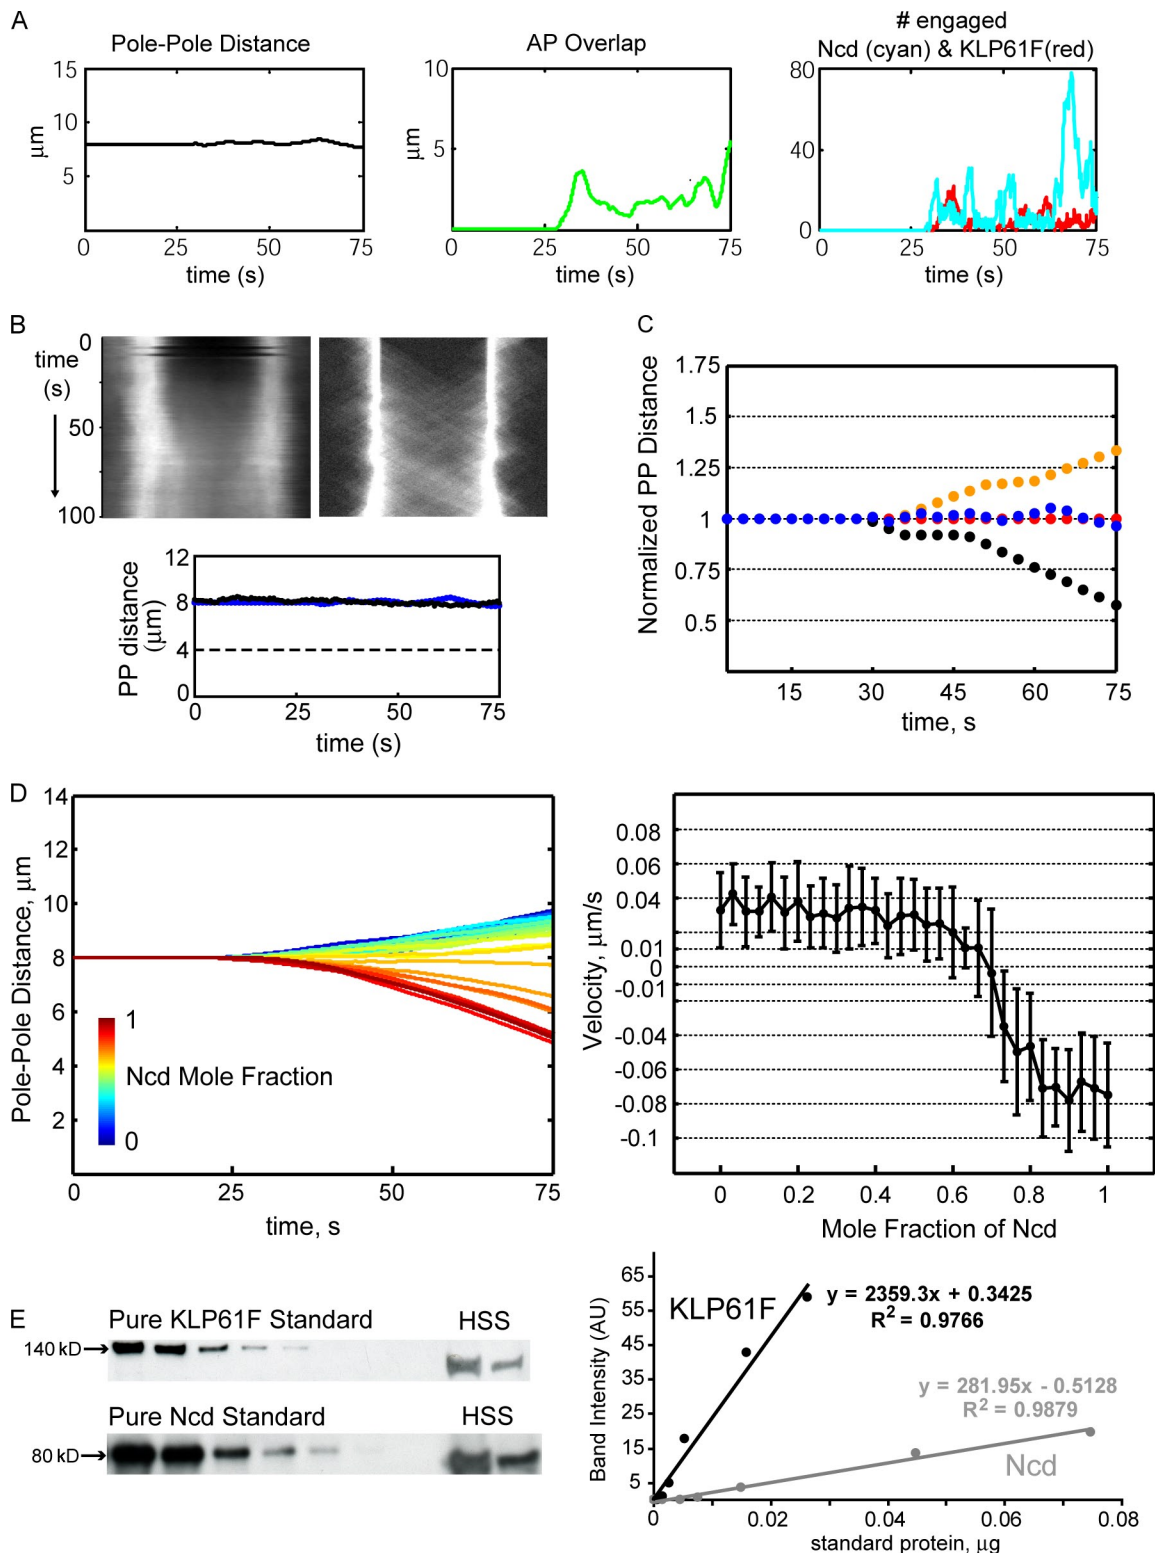 A
Pole-Pole Distance
15
10
5
μm
0
25
50
75
time (s)
AP Overlap
10
5
μm
0
25
50
75
time (s)
# engaged
Ncd (cyan) & KLP61F(red)
80
40
0
0
25
50
75
time (s)
B
time
(s)
0
50
100
12
8
4
0
PP distance
(μm)
0
25
50
75
time (s)
C
1.75
1.5
1.25
1
0.75
0.5
Normalized PP Distance
15
30
45
60
75
time, s
D
14
12
10
8
6
4
2
Pole-Pole Distance, μm
1
Ncd Mole Fraction
0
0
25
50
75
time, s
0.08
0.06
0.04
0.01
0
-0.01
-0.04
-0.06
-0.08
-0.1
Velocity, μm/s
0
0.2
0.4
0.6
0.8
1
Mole Fraction of Ncd
E
Pure KLP61F Standard
HSS
140 kD
Pure Ncd Standard
HSS
80 kD
65
55
45
35
25
15
5
Band Intensity (AU)
KLP61F
y = 2359.3x + 0.3425
R² = 0.9766
y = 281.95x - 0.5128
R² = 0.9879
Ncd
0
0.02
0.04
0.06
0.08
standard protein, μg